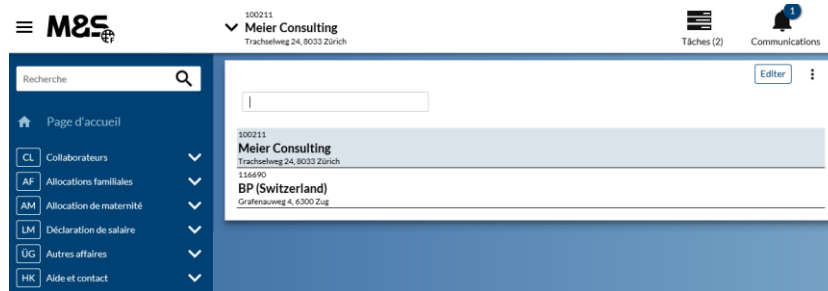 M&S
F
100211
Meier Consulting
Trachselweg 24, 8033 Zürich
Tâches (2)
1
Communications
Recherche
Page d'accueil
CL Collaborateurs
AF Allocations familiales
AM Allocation de maternité
LM Déclaration de salaire
ÜG Autres affaires
HK Aide et contact
Editer
100211
Meier Consulting
Trachselweg 24, 8033 Zürich
116690
BP (Switzerland)
Grafenauweg 4, 6300 Zug